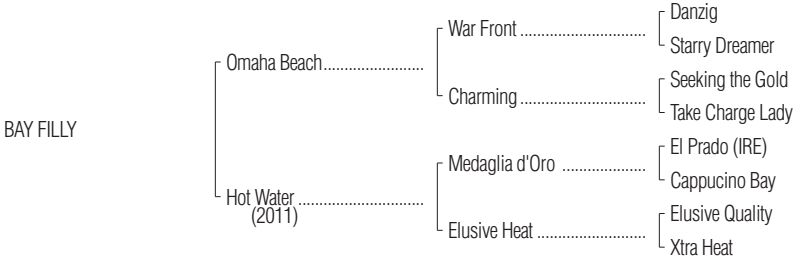 Danzig
War Front
Starry Dreamer
Omaha Beach
Seeking the Gold
Charming
Take Charge Lady
BAY FILLY
El Prado (IRE)
Medaglia d'Oro
Cappucino Bay
Hot Water
(2011)
Elusive Quality
Elusive Heat
Xtra Heat